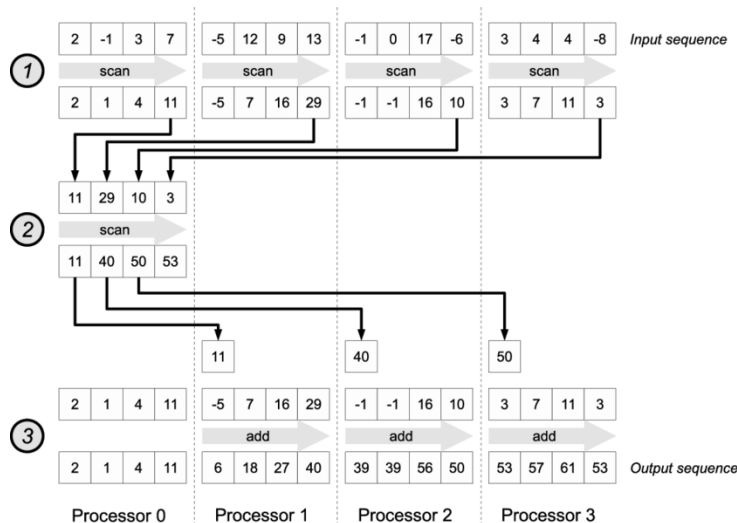 2 -1 3 7 -5 12 9 13 -1 0 17 -6 3 4 4 -8 Input sequence
1 scan scan scan scan
2 1 4 11 -5 7 16 29 -1 -1 16 10 3 7 11 3
11 29 10 3
2 scan
11 40 50 53
11 40 50
2 1 4 11 -5 7 16 29 -1 -1 16 10 3 7 11 3
3 add add add
2 1 4 11 6 18 27 40 39 39 56 50 53 57 61 53 Output sequence
Processor 0 Processor 1 Processor 2 Processor 3